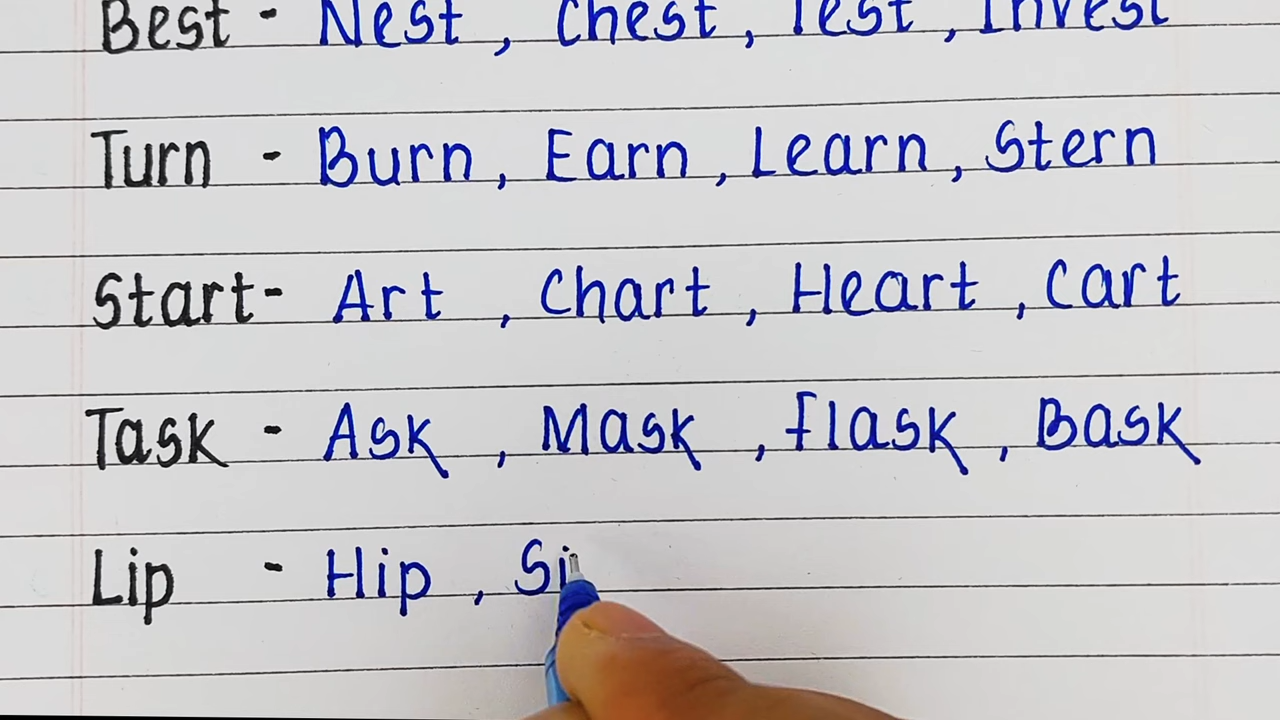 Best - Nest , Chest , Test , Invest
Turn - Burn , Earn , Learn , Stern
Start - Art , Chart , Heart , Cart
Task - Ask , Mask , flask , Bask
Lip - Hip , Si